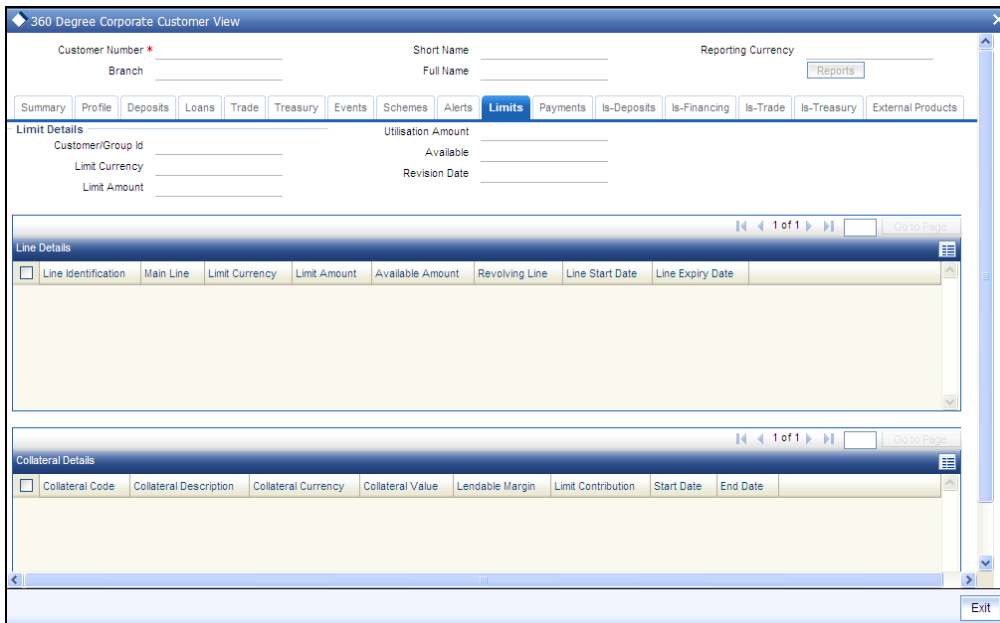 360 Degree Corporate Customer View
Customer Number * Short Name Reporting Currency
Branch Full Name Reports
Summary Profile Deposits Loans Trade Treasury Events Schemes Alerts Limits Payments Is-Deposits Is-Financing Is-Trade Is-Treasury External Products
Limit Details Utilisation Amount
Customer/Group Id Available
Limit Currency Revision Date
Limit Amount
1 of 1 Go to Page
Line Details
Line Identification Main Line Limit Currency Limit Amount Available Amount Revolving Line Line Start Date Line Expiry Date
1 of 1 Go to Page
Collateral Details
Collateral Code Collateral Description Collateral Currency Collateral Value Lendable Margin Limit Contribution Start Date End Date
Exit